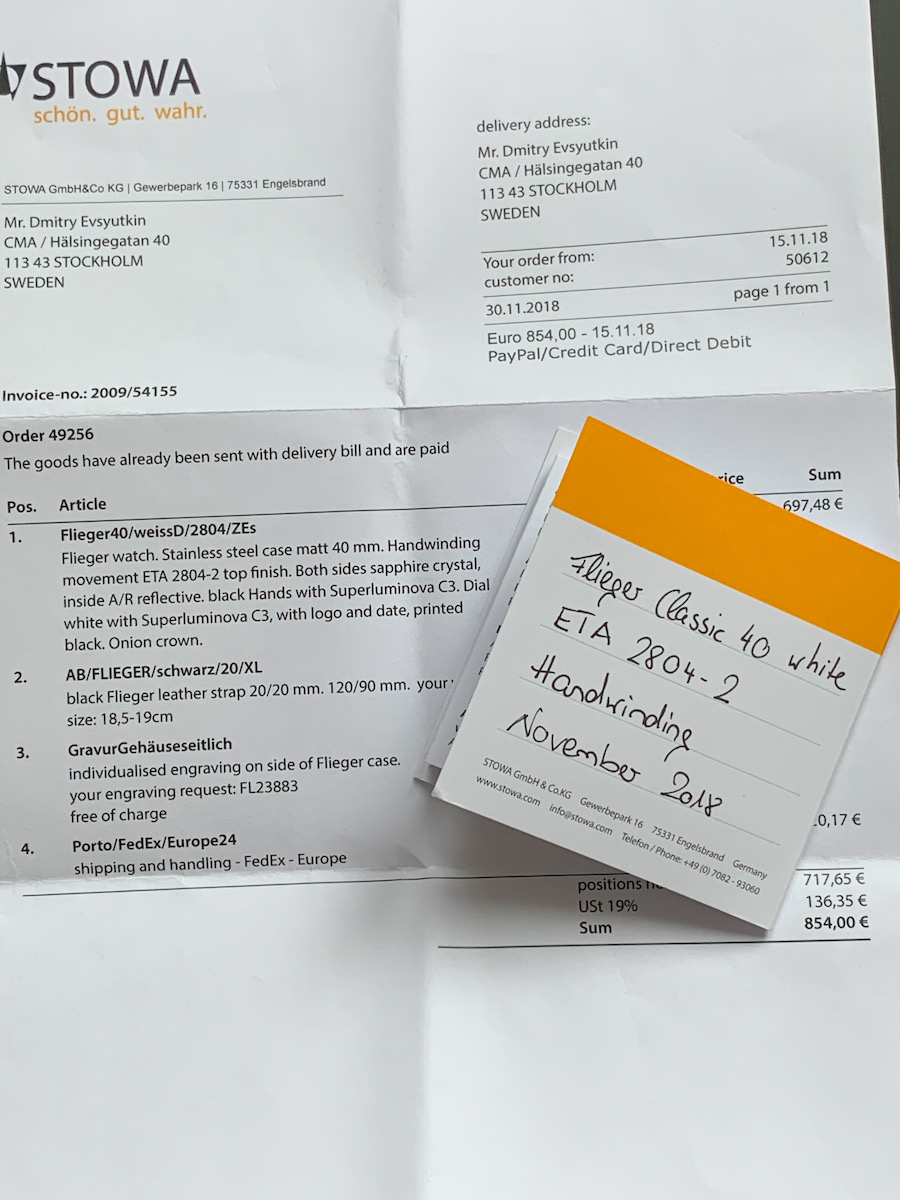 STOWA
schön. gut. wahr.
STOWA GmbH&Co KG | Gewerbepark 16 | 75331 Engelsbrand
Mr. Dmitry Evsyutkin
CMA / Hälsingegatan 40
113 43 STOCKHOLM
SWEDEN
delivery address:
Mr. Dmitry Evsyutkin
CMA / Hälsingegatan 40
113 43 STOCKHOLM
SWEDEN
Your order from: 15.11.18
customer no: 50612
30.11.2018 page 1 from 1
Euro 854,00 - 15.11.18
PayPal/Credit Card/Direct Debit
Invoice-no.: 2009/54155
Order 49256
The goods have already been sent with delivery bill and are paid
Pos. Article Sum
1. Flieger40/weissD/2804/ZEs 697,48 €
Flieger watch. Stainless steel case matt 40 mm. Handwinding
movement ETA 2804-2 top finish. Both sides sapphire crystal,
inside A/R reflective. black Hands with Superluminova C3. Dial
white with Superluminova C3, with logo and date, printed
black. Onion crown.
2. AB/FLIEGER/schwarz/20/XL
black Flieger leather strap 20/20 mm. 120/90 mm. your
size: 18,5-19cm
3. GravurGehäuseseitlich
individualised engraving on side of Flieger case.
your engraving request: FL23883
free of charge
4. Porto/FedEx/Europe24 0,17 €
shipping and handling - FedEx - Europe
positions 717,65 €
USt 19% 136,35 €
Sum 854,00 €
Flieger Classic 40 white
ETA 2804-2
Handwinding
November 2018
STOWA GmbH & Co.KG Gewerbepark 16 75331 Engelsbrand Germany
www.stowa.com info@stowa.com Telefon / Phone: +49 (0) 7082 - 93060